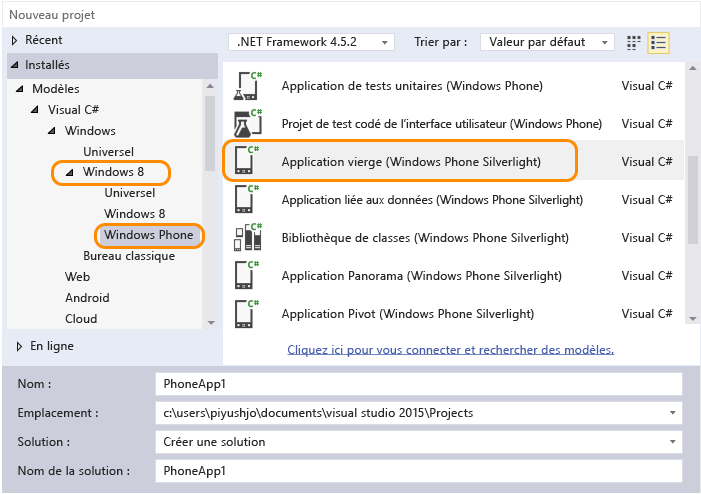 Nouveau projet
Récent
.NET Framework 4.5.2
Trier par :
Valeur par défaut
Installés
Modèles
Visual C#
Windows
Universel
Windows 8
Universel
Windows 8
Windows Phone
Bureau classique
Web
Android
Cloud
En ligne
C# Application de tests unitaires (Windows Phone) Visual C#
Projet de test codé de l'interface utilisateur (Windows Phone) Visual C#
C# Application vierge (Windows Phone Silverlight) Visual C#
C# Application liée aux données (Windows Phone Silverlight) Visual C#
C# Bibliothèque de classes (Windows Phone Silverlight) Visual C#
C# Application Panorama (Windows Phone Silverlight) Visual C#
C# Application Pivot (Windows Phone Silverlight) Visual C#
Cliquez ici pour vous connecter et rechercher des modèles.
Nom : PhoneApp1
Emplacement : c:\users\piyushjo\documents\visual studio 2015\Projects
Solution : Créer une solution
Nom de la solution : PhoneApp1